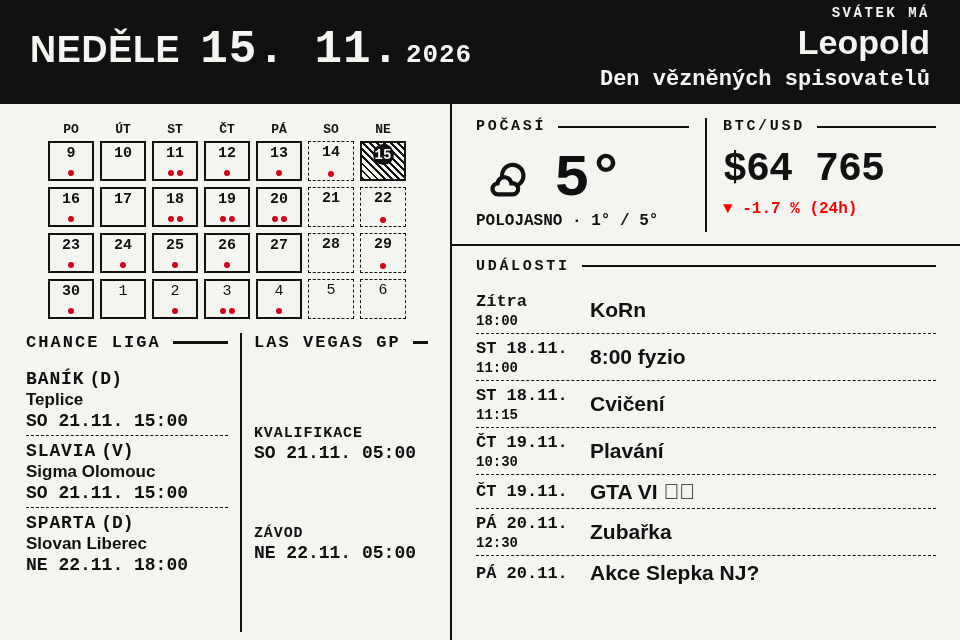 NEDĚLE 15. 11. 2026
SVÁTEK MÁ
Leopold
Den vězněných spisovatelů
PO ÚT ST ČT PÁ SO NE
9 10 11 12 13 14 15
16 17 18 19 20 21 22
23 24 25 26 27 28 29
30 1 2 3 4 5 6
CHANCE LIGA
BANÍK (D)
Teplice
SO 21.11. 15:00
SLAVIA (V)
Sigma Olomouc
SO 21.11. 15:00
SPARTA (D)
Slovan Liberec
NE 22.11. 18:00
LAS VEGAS GP
KVALIFIKACE
SO 21.11. 05:00
ZÁVOD
NE 22.11. 05:00
POČASÍ
5°
POLOJASNO · 1° / 5°
BTC/USD
$64 765
▼ -1.7 % (24h)
UDÁLOSTI
Zítra
18:00
KoRn
ST 18.11.
11:00
8:00 fyzio
ST 18.11.
11:15
Cvičení
ČT 19.11.
10:30
Plavání
ČT 19.11.
GTA VI
PÁ 20.11.
12:30
Zubařka
PÁ 20.11.
Akce Slepka NJ?